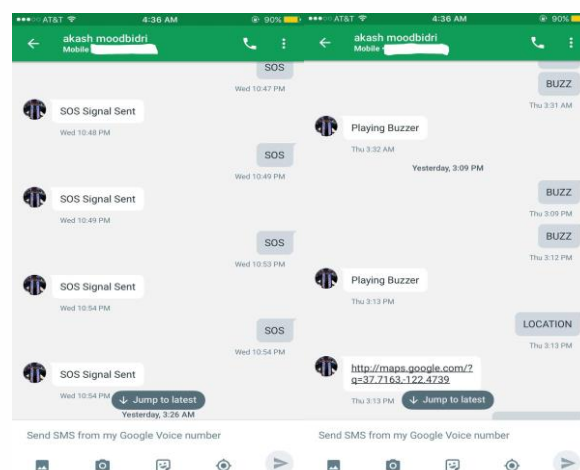 AT&T
4:36 AM
90%
akash moodbidri
Mobile
SOS
Wed 10:47 PM
SOS Signal Sent
Wed 10:48 PM
SOS
Wed 10:49 PM
SOS Signal Sent
Wed 10:49 PM
SOS
Wed 10:53 PM
SOS Signal Sent
Wed 10:54 PM
SOS
Wed 10:54 PM
SOS Signal Sent
Wed 10:54 PM
Jump to latest
Yesterday, 3:26 AM
Send SMS from my Google Voice number
AT&T
4:36 AM
90%
akash moodbidri
Mobile •
BUZZ
Thu 3:31 AM
Playing Buzzer
Thu 3:32 AM
Yesterday, 3:09 PM
BUZZ
Thu 3:09 PM
BUZZ
Thu 3:12 PM
Playing Buzzer
Thu 3:13 PM
LOCATION
Thu 3:13 PM
http://maps.google.com/?
q=37.7163,-122.4739
Thu 3:13 PM
Jump to latest
Send SMS from my Google Voice number